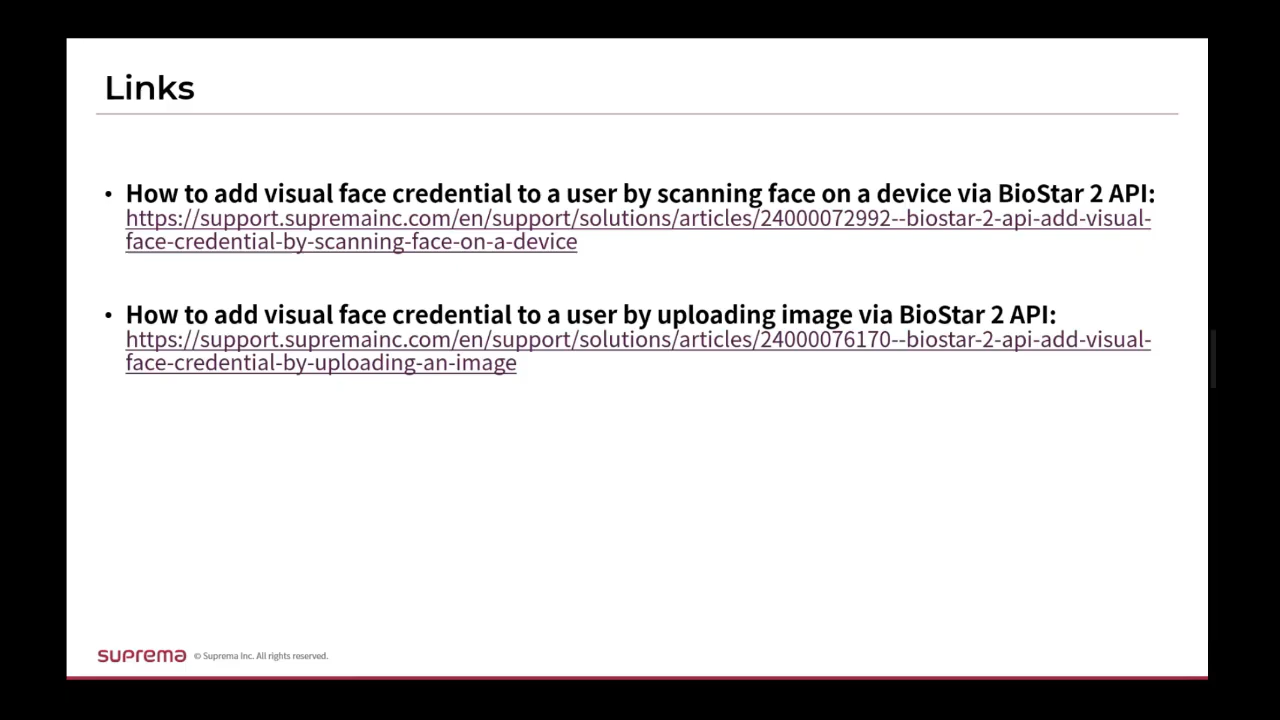 Links
• How to add visual face credential to a user by scanning face on a device via BioStar 2 API:
https://support.supremainc.com/en/support/solutions/articles/24000072992--biostar-2-api-add-visual-
face-credential-by-scanning-face-on-a-device
• How to add visual face credential to a user by uploading image via BioStar 2 API:
https://support.supremainc.com/en/support/solutions/articles/24000076170--biostar-2-api-add-visual-
face-credential-by-uploading-an-image
suprema © Suprema Inc. All rights reserved.